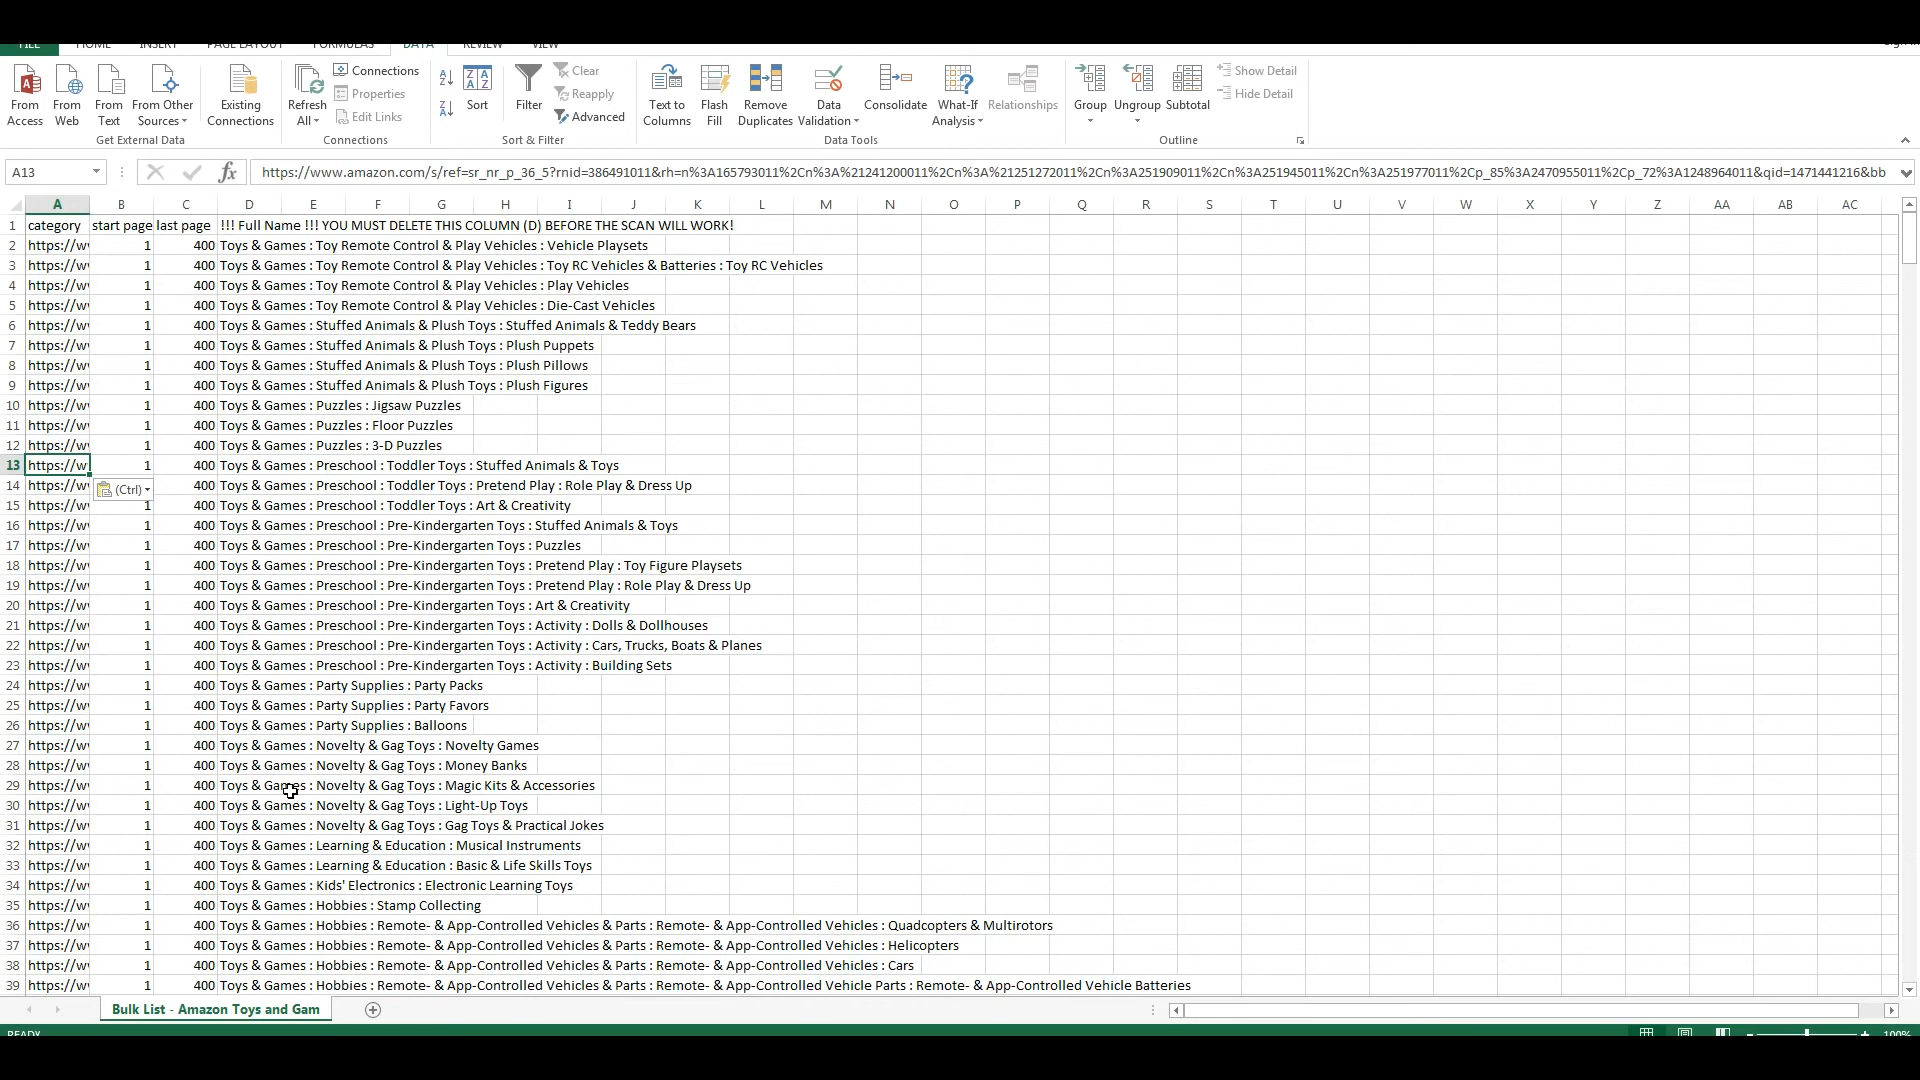 FILE HOME INSERT PAGE LAYOUT FORMULAS DATA REVIEW VIEW
From Access From Web From Text From Other Sources Existing Connections Refresh All Connections Properties Edit Links Sort Filter Clear Reapply Advanced Text to Columns Flash Fill Remove Duplicates Data Validation Consolidate What-If Analysis Relationships Group Ungroup Subtotal Show Detail Hide Detail
Get External Data Connections Sort & Filter Data Tools Outline
A13 fx https://www.amazon.com/s/ref=sr_nr_p_36_5?rnid=386491011&rh=n%3A165793011%2Cn%3A%21241200011%2Cn%3A%21251272011%2Cn%3A251909011%2Cn%3A251945011%2Cn%3A251977011%2Cp_85%3A2470955011%2Cp_72%3A1248964011&qid=1471441216&bb
A B C D E F G H I J K L M N O P Q R S T U V W X Y Z AA AB AC
1 category start page last page !!! Full Name !!! YOU MUST DELETE THIS COLUMN (D) BEFORE THE SCAN WILL WORK!
2 https://w 1 400 Toys & Games : Toy Remote Control & Play Vehicles : Vehicle Playsets
3 https://w 1 400 Toys & Games : Toy Remote Control & Play Vehicles : Toy RC Vehicles & Batteries : Toy RC Vehicles
4 https://w 1 400 Toys & Games : Toy Remote Control & Play Vehicles : Play Vehicles
5 https://w 1 400 Toys & Games : Toy Remote Control & Play Vehicles : Die-Cast Vehicles
6 https://w 1 400 Toys & Games : Stuffed Animals & Plush Toys : Stuffed Animals & Teddy Bears
7 https://w 1 400 Toys & Games : Stuffed Animals & Plush Toys : Plush Puppets
8 https://w 1 400 Toys & Games : Stuffed Animals & Plush Toys : Plush Pillows
9 https://w 1 400 Toys & Games : Stuffed Animals & Plush Toys : Plush Figures
10 https://w 1 400 Toys & Games : Puzzles : Jigsaw Puzzles
11 https://w 1 400 Toys & Games : Puzzles : Floor Puzzles
12 https://w 1 400 Toys & Games : Puzzles : 3-D Puzzles
13 https://w 1 400 Toys & Games : Preschool : Toddler Toys : Stuffed Animals & Toys
14 https://w (Ctrl) 400 Toys & Games : Preschool : Toddler Toys : Pretend Play : Role Play & Dress Up
15 https://w 1 400 Toys & Games : Preschool : Toddler Toys : Art & Creativity
16 https://w 1 400 Toys & Games : Preschool : Pre-Kindergarten Toys : Stuffed Animals & Toys
17 https://w 1 400 Toys & Games : Preschool : Pre-Kindergarten Toys : Puzzles
18 https://w 1 400 Toys & Games : Preschool : Pre-Kindergarten Toys : Pretend Play : Toy Figure Playsets
19 https://w 1 400 Toys & Games : Preschool : Pre-Kindergarten Toys : Pretend Play : Role Play & Dress Up
20 https://w 1 400 Toys & Games : Preschool : Pre-Kindergarten Toys : Art & Creativity
21 https://w 1 400 Toys & Games : Preschool : Pre-Kindergarten Toys : Activity : Dolls & Dollhouses
22 https://w 1 400 Toys & Games : Preschool : Pre-Kindergarten Toys : Activity : Cars, Trucks, Boats & Planes
23 https://w 1 400 Toys & Games : Preschool : Pre-Kindergarten Toys : Activity : Building Sets
24 https://w 1 400 Toys & Games : Party Supplies : Party Packs
25 https://w 1 400 Toys & Games : Party Supplies : Party Favors
26 https://w 1 400 Toys & Games : Party Supplies : Balloons
27 https://w 1 400 Toys & Games : Novelty & Gag Toys : Novelty Games
28 https://w 1 400 Toys & Games : Novelty & Gag Toys : Money Banks
29 https://w 1 400 Toys & Games : Novelty & Gag Toys : Magic Kits & Accessories
30 https://w 1 400 Toys & Games : Novelty & Gag Toys : Light-Up Toys
31 https://w 1 400 Toys & Games : Novelty & Gag Toys : Gag Toys & Practical Jokes
32 https://w 1 400 Toys & Games : Learning & Education : Musical Instruments
33 https://w 1 400 Toys & Games : Learning & Education : Basic & Life Skills Toys
34 https://w 1 400 Toys & Games : Kids' Electronics : Electronic Learning Toys
35 https://w 1 400 Toys & Games : Hobbies : Stamp Collecting
36 https://w 1 400 Toys & Games : Hobbies : Remote- & App-Controlled Vehicles & Parts : Remote- & App-Controlled Vehicles : Quadcopters & Multirotors
37 https://w 1 400 Toys & Games : Hobbies : Remote- & App-Controlled Vehicles & Parts : Remote- & App-Controlled Vehicles : Helicopters
38 https://w 1 400 Toys & Games : Hobbies : Remote- & App-Controlled Vehicles & Parts : Remote- & App-Controlled Vehicles : Cars
39 https://w 1 400 Toys & Games : Hobbies : Remote- & App-Controlled Vehicles & Parts : Remote- & App-Controlled Vehicle Parts : Remote- & App-Controlled Vehicle Batteries
Bulk List - Amazon Toys and Gam
READY 100%